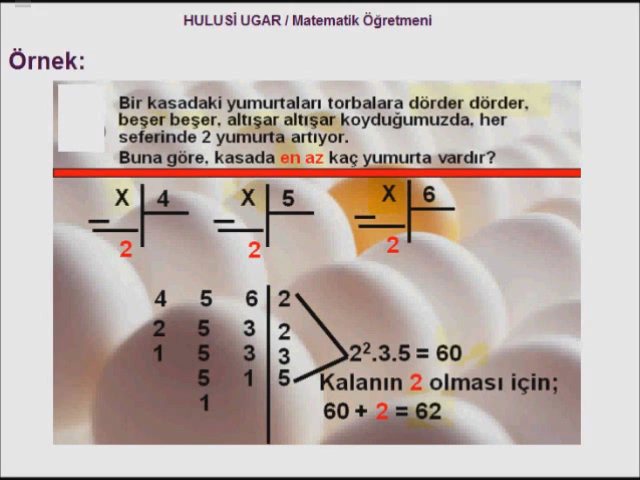 HULUSİ UGAR / Matematik Öğretmeni
Örnek:
Bir kasadaki yumurtaları torbalara dörder dörder,
beşer beşer, altışar altışar koyduğumuzda, her
seferinde 2 yumurta artıyor.
Buna göre, kasada en az kaç yumurta vardır?
X 4 X 5 X 6
2 2 2
4 5 6 2
2 5 3 2
1 5 3 3
5 1 5
1
2².3.5 = 60
Kalanın 2 olması için;
60 + 2 = 62